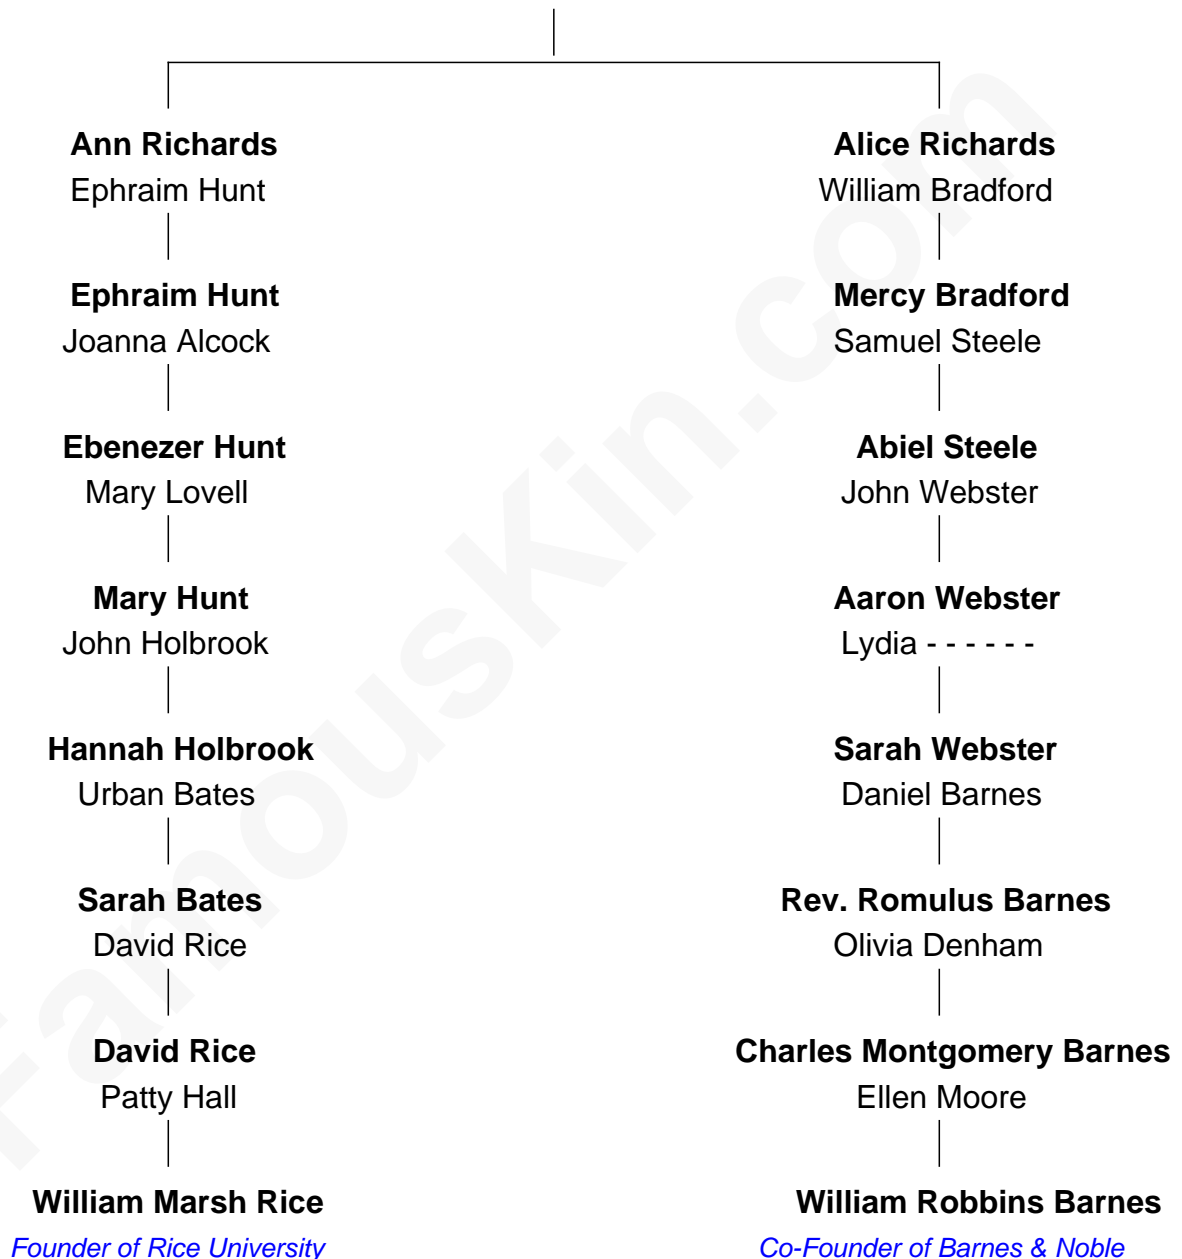 Ann Richards
Ephraim Hunt
Ephraim Hunt
Joanna Alcock
Ebenezer Hunt
Mary Lovell
Mary Hunt
John Holbrook
Hannah Holbrook
Urban Bates
Sarah Bates
David Rice
David Rice
Patty Hall
William Marsh Rice
Founder of Rice University
Alice Richards
William Bradford
Mercy Bradford
Samuel Steele
Abiel Steele
John Webster
Aaron Webster
Lydia - - - - - -
Sarah Webster
Daniel Barnes
Rev. Romulus Barnes
Olivia Denham
Charles Montgomery Barnes
Ellen Moore
William Robbins Barnes
Co-Founder of Barnes & Noble
FamousKin.com